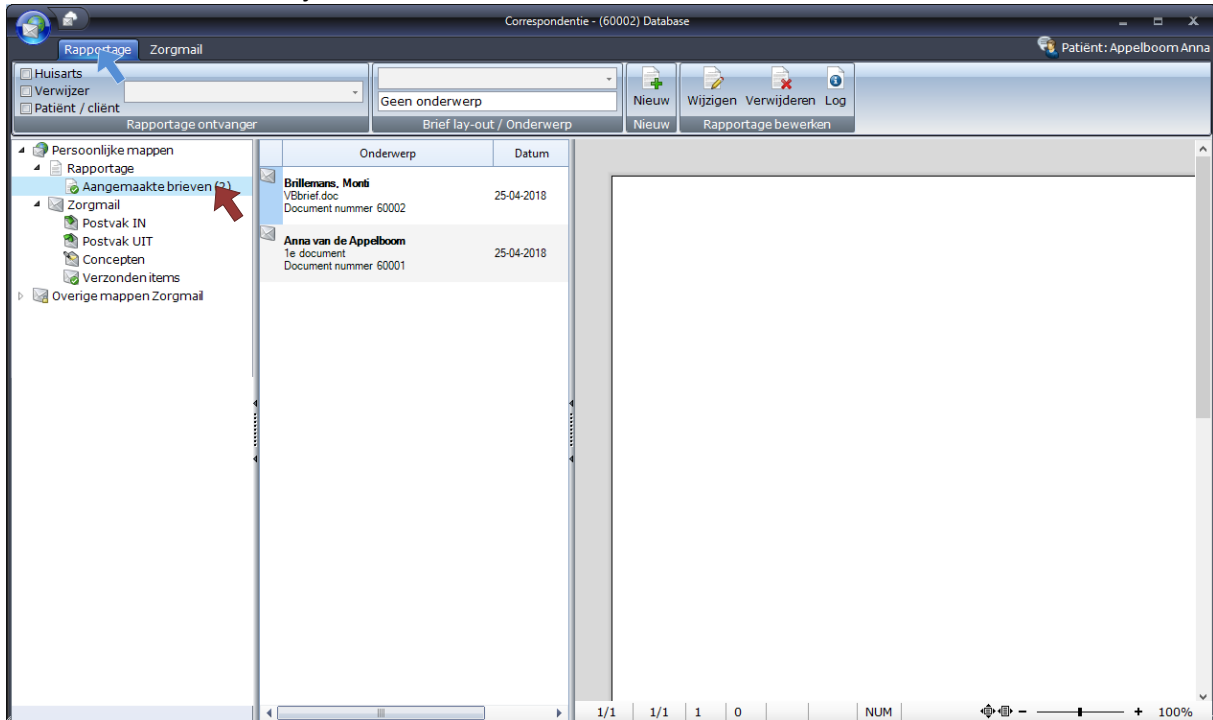 Correspondentie - (60002) Database
Rapportage Zorgmail
Patiënt: Appelboom Anna
Huisarts
Verwijzer
Patiënt / cliënt
Rapportage ontvanger
Geen onderwerp
Brief lay-out / Onderwerp
Nieuw
Nieuw
Wijzigen Verwijderen Log
Rapportage bewerken
Persoonlijke mappen
Rapportage
Aangemaakte brieven (2)
Zorgmail
Postvak IN
Postvak UIT
Concepten
Verzonden items
Overige mappen Zorgmail
Onderwerp Datum
Brillemans, Monti
VBbrief.doc 25-04-2018
Document nummer 60002
Anna van de Appelboom
1e document 25-04-2018
Document nummer 60001
1/1 1/1 1 0 NUM 100%